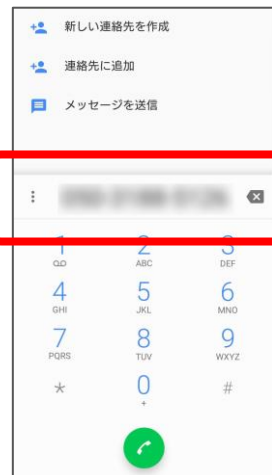 新しい連絡先を作成
連絡先に追加
メッセージを送信
1 2 3
ABC DEF
4 5 6
GHI JKL MNO
7 8 9
PQRS TUV WXYZ
* 0 #
+